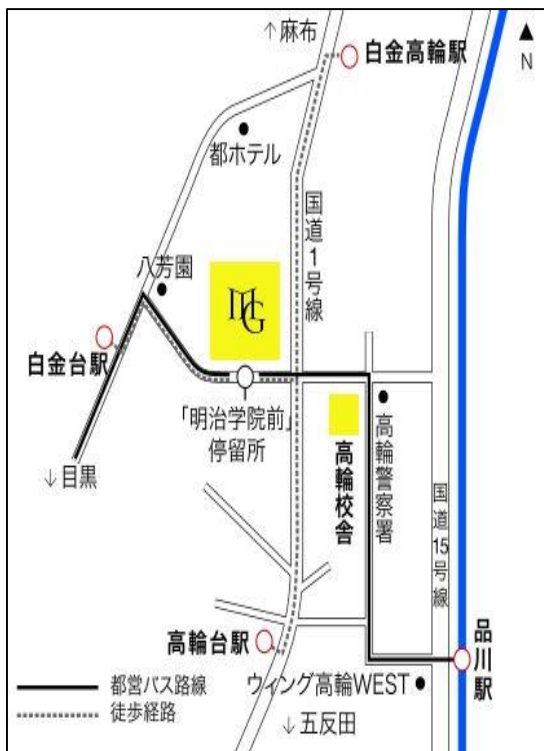 ↑麻布
白金高輪駅
▲
N
都ホテル
国道1号線
八芳園
MG
白金台駅
「明治学院前」
停留所
↓目黒
高輪校舎
高輪警察署
国道15号線
高輪台駅
品川駅
ウィング高輪WEST
↓五反田
都営バス路線
徒歩経路